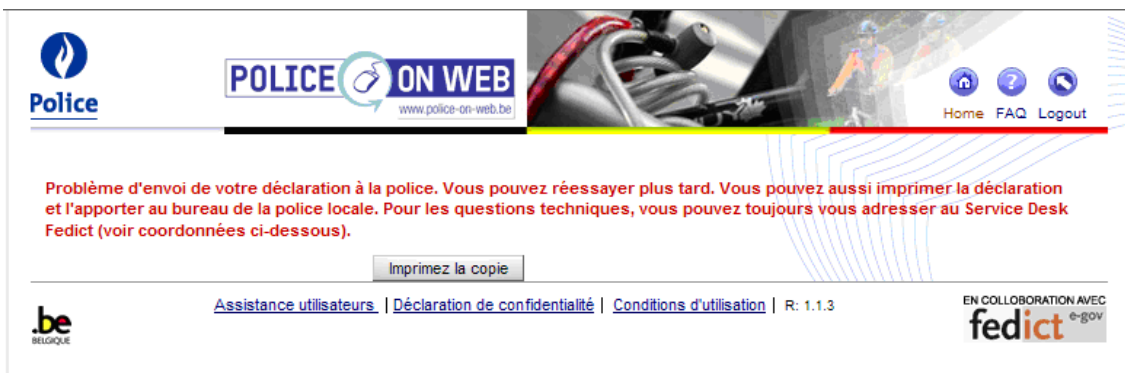 Police
POLICE ON WEB
www.police-on-web.be
Home FAQ Logout
Problème d'envoi de votre déclaration à la police. Vous pouvez réessayer plus tard. Vous pouvez aussi imprimer la déclaration
et l'apporter au bureau de la police locale. Pour les questions techniques, vous pouvez toujours vous adresser au Service Desk
Fedict (voir coordonnées ci-dessous).
Imprimez la copie
Assistance utilisateurs | Déclaration de confidentialité | Conditions d'utilisation | R: 1.1.3
.be
BELGIQUE
EN COLLOBORATION AVEC
fedict e-gov